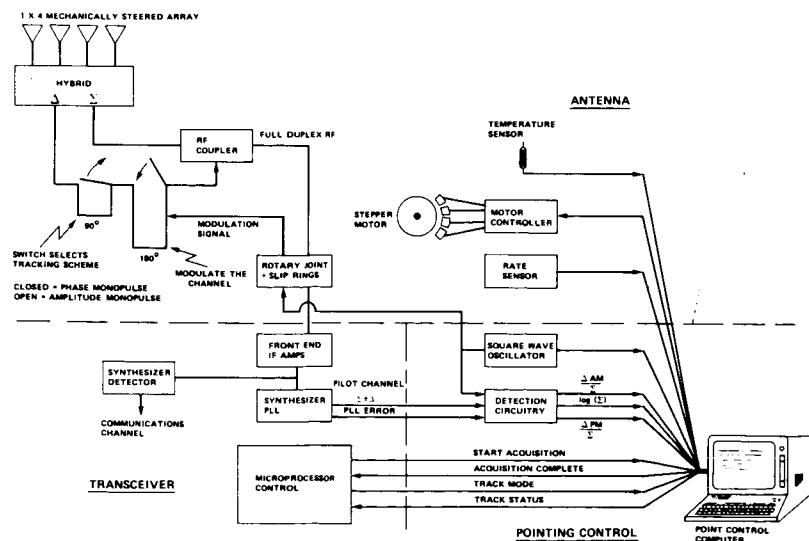 1 X 4 MECHANICALLY STEERED ARRAY
HYBRID
Δ Σ
RF
COUPLER
FULL DUPLEX RF
90°
180°
MODULATION
SIGNAL
SWITCH SELECTS
TRACKING SCHEME
MODULATE THE
CHANNEL
CLOSED = PHASE MONOPULSE
OPEN = AMPLITUDE MONOPULSE
ROTARY JOINT
+ SLIP RINGS
ANTENNA
TEMPERATURE
SENSOR
STEPPER
MOTOR
MOTOR
CONTROLLER
RATE
SENSOR
FRONT END
IF AMPS
SYNTHESIZER
DETECTOR
SYNTHESIZER
PLL
COMMUNICATIONS
CHANNEL
PILOT CHANNEL
Σ+Δ
PLL ERROR
SQUARE WAVE
OSCILLATOR
DETECTION
CIRCUITRY
Δ AM
Σ
log (Σ)
Δ PM
Σ
MICROPROCESSOR
CONTROL
START ACQUISITION
ACQUISITION COMPLETE
TRACK MODE
TRACK STATUS
TRANSCEIVER
POINTING CONTROL
POINT CONTROL
COMPUTER